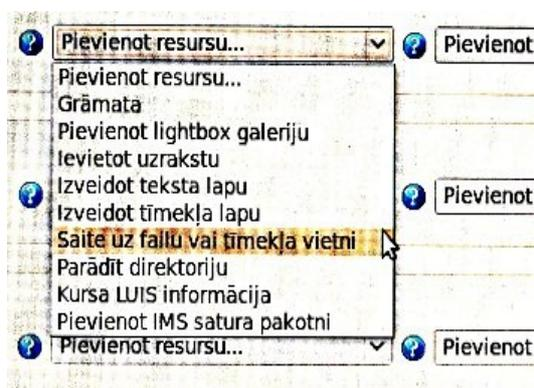 Pievienot resursu...
Pievienot
Pievienot resursu...
Grāmata
Pievienot lightbox galeriju
Ievietot uzrakstu
Izveidot teksta lapu
Pievienot
Izveidot tīmekļa lapu
Saite uz failu vai tīmekļa vietni
Parādīt direktoriju
Kursa LUIS informācija
Pievienot IMS satura pakotni
Pievienot resursu...
Pievienot